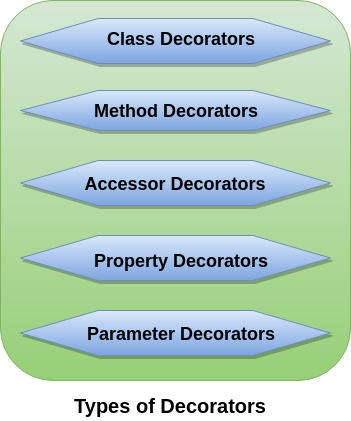 Class Decorators
Method Decorators
Accessor Decorators
Property Decorators
Parameter Decorators
Types of Decorators